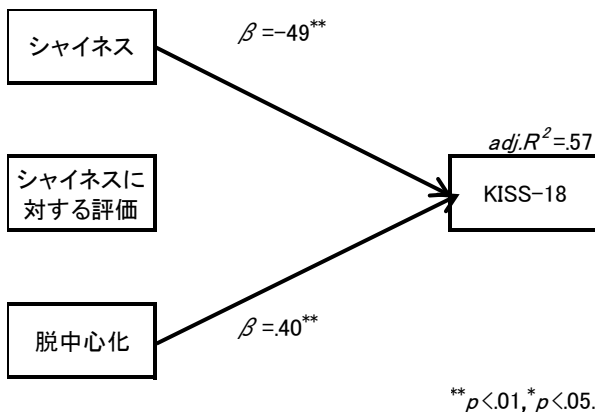 シャイネス
β=−49**
adj.R²=.57
シャイネスに
対する評価
KISS−18
脱中心化
β=.40**
**p<.01,*p<.05.